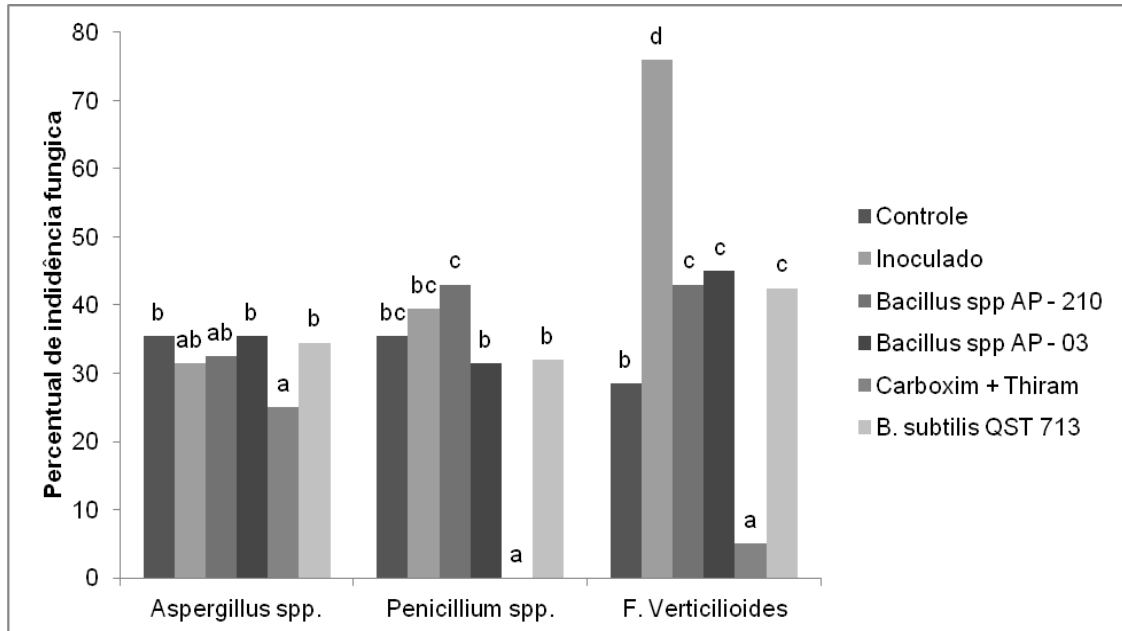 Percentual de indidência fungica
80
70
60
50
40
30
20
10
0
b
ab
ab
b
a
b
bc
bc
c
b
a
b
b
d
c
c
a
c
Aspergillus spp.
Penicillium spp.
F. Verticilioides
Controle
Inoculado
Bacillus spp AP - 210
Bacillus spp AP - 03
Carboxim + Thiram
B. subtilis QST 713